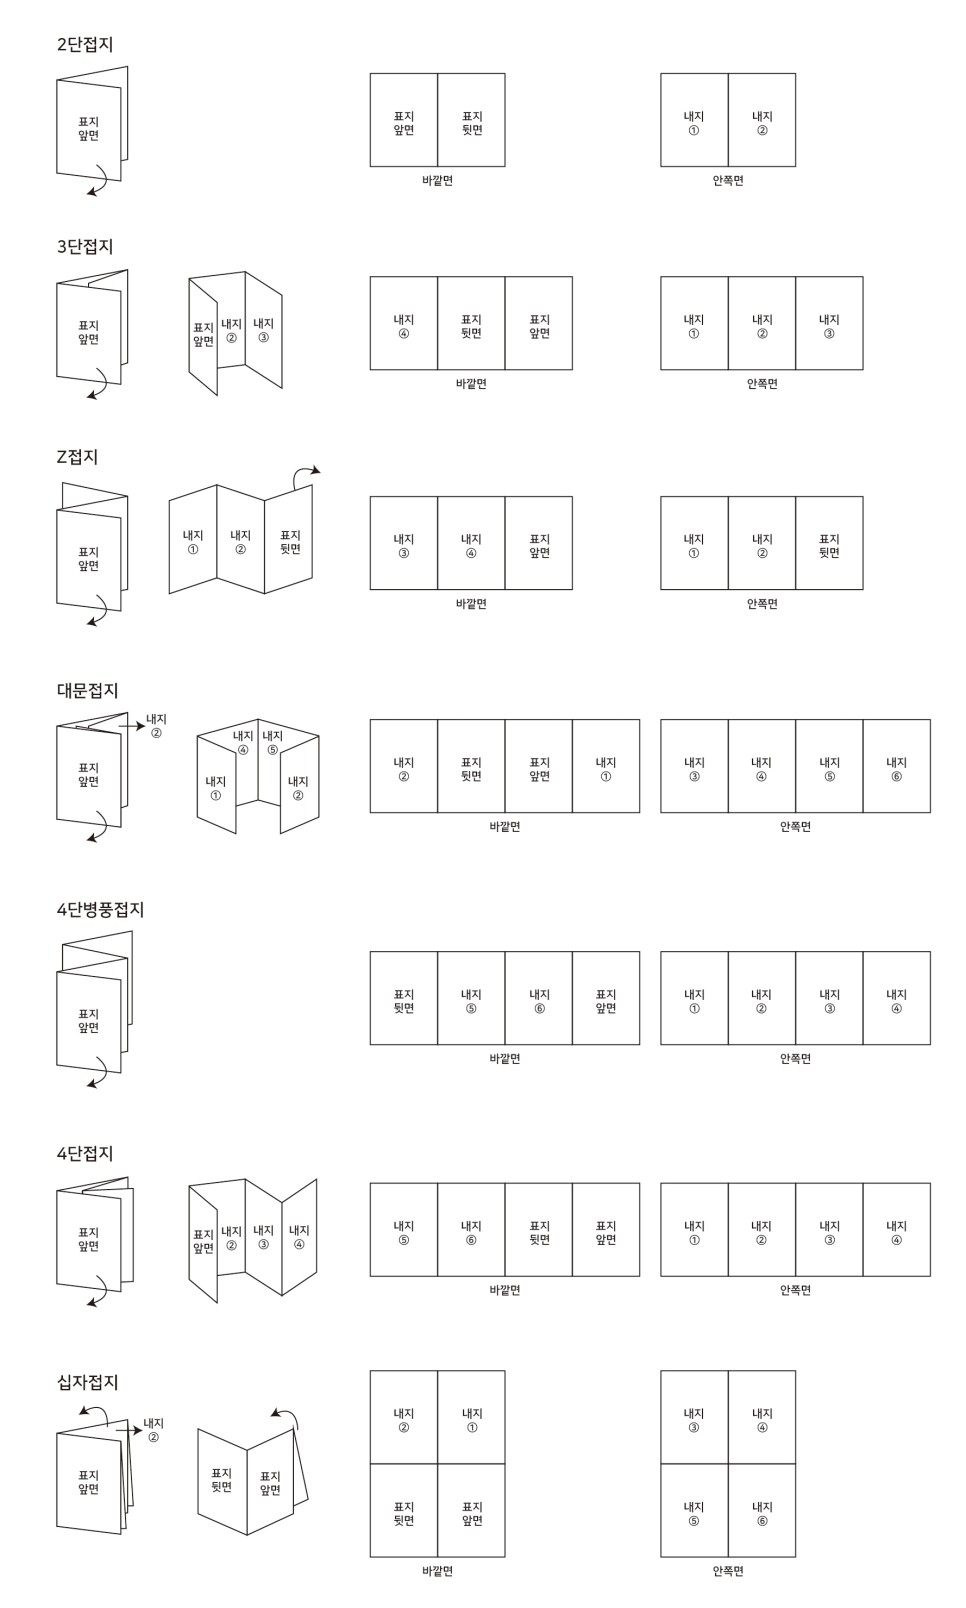 2단접지
표지
앞면
표지
앞면
표지
뒷면
바깥면
내지
①
내지
②
안쪽면
3단접지
표지
앞면
표지
앞면
내지
②
내지
③
내지
④
표지
뒷면
표지
앞면
바깥면
내지
①
내지
②
내지
③
안쪽면
Z접지
표지
앞면
내지
①
내지
②
표지
뒷면
내지
③
내지
④
표지
앞면
바깥면
내지
①
내지
②
표지
뒷면
안쪽면
대문접지
내지
②
표지
앞면
내지
①
내지
④
내지
⑤
내지
②
내지
②
표지
뒷면
표지
앞면
내지
①
바깥면
내지
③
내지
④
내지
⑤
내지
⑥
안쪽면
4단병풍접지
표지
앞면
표지
뒷면
내지
⑤
내지
⑥
표지
앞면
바깥면
내지
①
내지
②
내지
③
내지
④
안쪽면
4단접지
표지
앞면
표지
앞면
내지
②
내지
③
내지
④
내지
⑤
내지
⑥
표지
뒷면
표지
앞면
바깥면
내지
①
내지
②
내지
③
내지
④
안쪽면
십자접지
내지
②
표지
앞면
표지
뒷면
표지
앞면
내지
②
내지
①
표지
뒷면
표지
앞면
바깥면
내지
③
내지
④
내지
⑤
내지
⑥
안쪽면